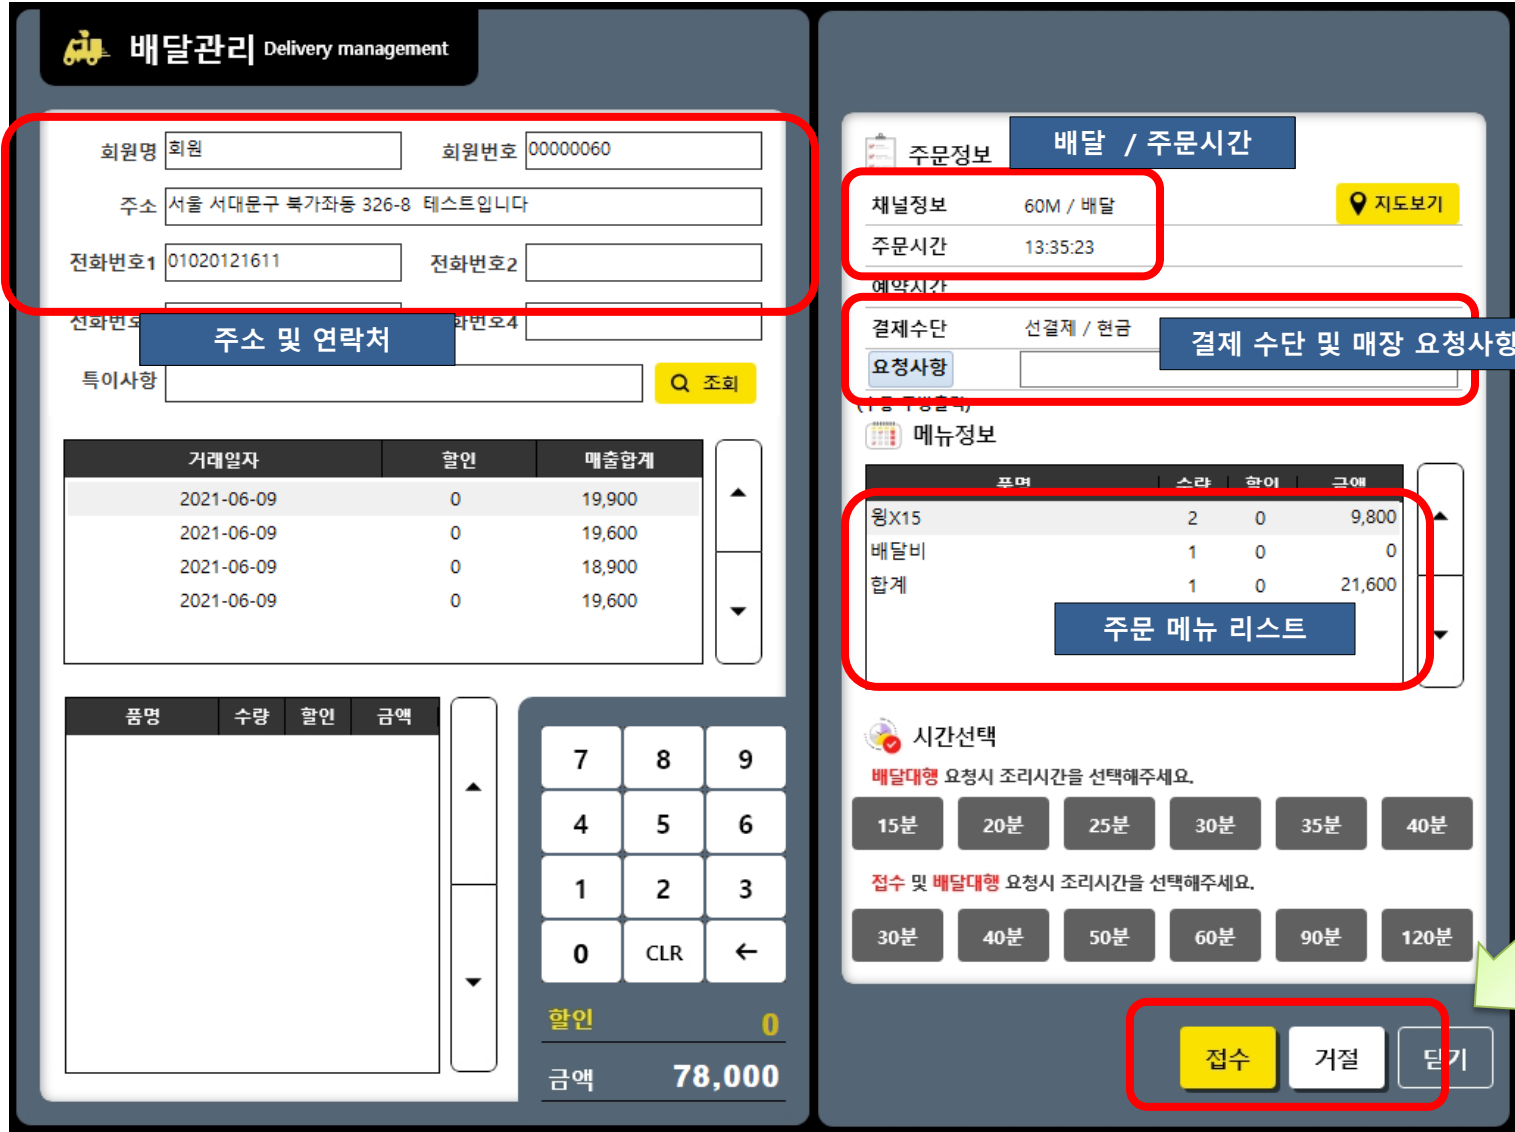 배달관리 Delivery management
회원명 회원 회원번호 00000060
주소 서울 서대문구 북가좌동 326-8 테스트입니다
전화번호1 01020121611 전화번호2
주소 및 연락처
특이사항 조회
거래일자 할인 매출합계
2021-06-09 0 19,900
2021-06-09 0 19,600
2021-06-09 0 18,900
2021-06-09 0 19,600
품명 수량 할인 금액
7 8 9
4 5 6
1 2 3
0 CLR ←
할인 0
금액 78,000
주문정보 배달 / 주문시간
채널정보 60M / 배달 지도보기
주문시간 13:35:23
예약시간
결제수단 선결제 / 현금 결제 수단 및 매장 요청사항
요청사항
메뉴정보
품명 수량 할인 금액
윙X15 2 0 9,800
배달비 1 0 0
합계 1 0 21,600
주문 메뉴 리스트
시간선택
배달대행 요청시 조리시간을 선택해주세요.
15분 20분 25분 30분 35분 40분
접수 및 배달대행 요청시 조리시간을 선택해주세요.
30분 40분 50분 60분 90분 120분
접수 거절 닫기